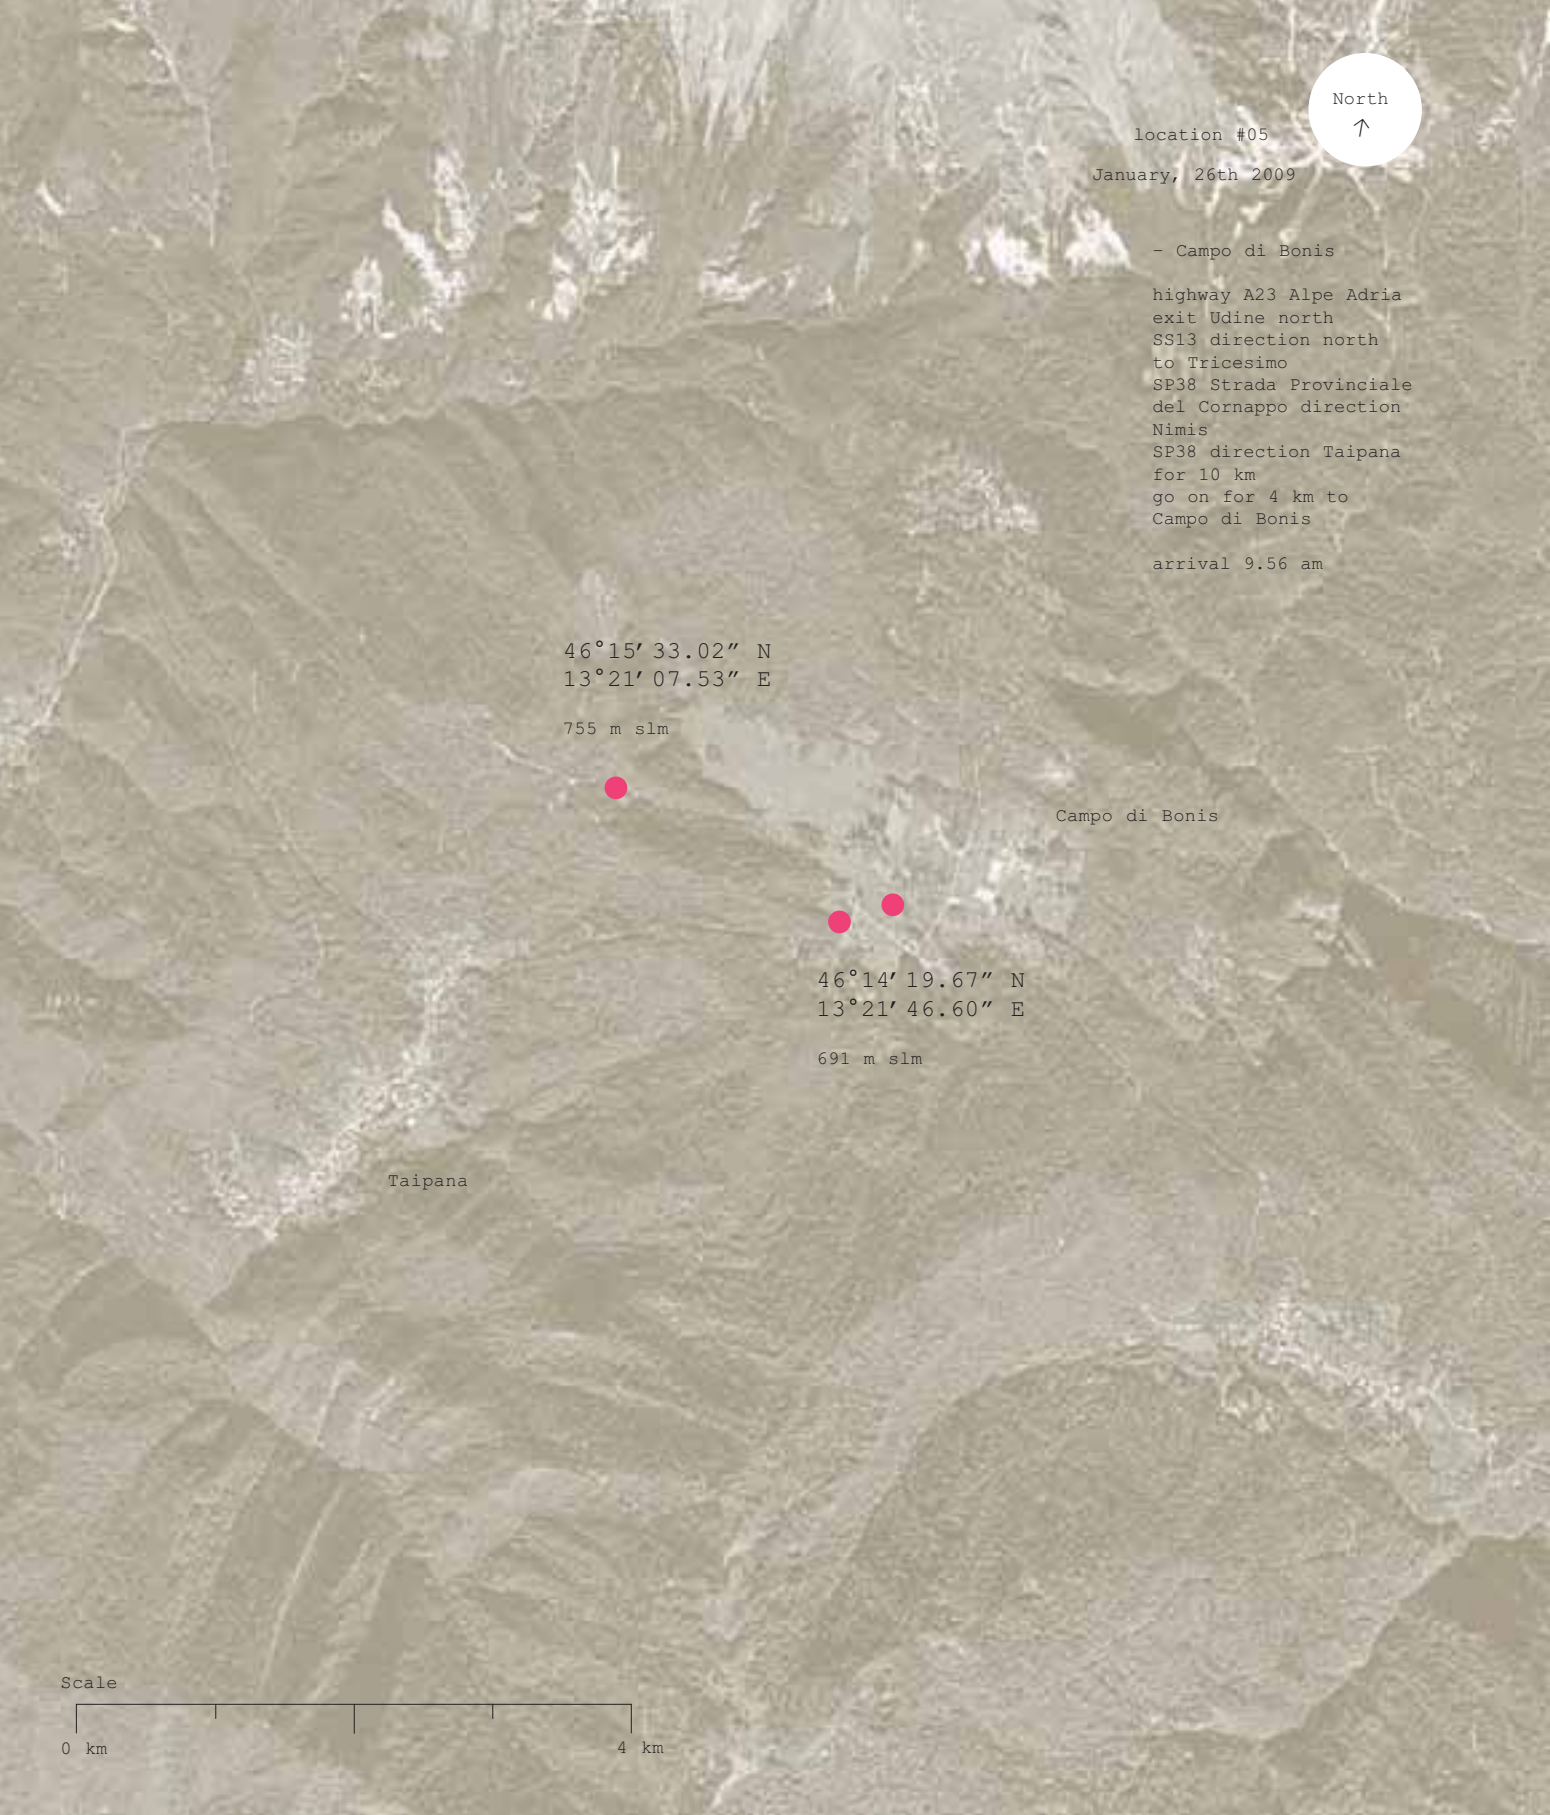 North
↑
location #05
January, 26th 2009
– Campo di Bonis
highway A23 Alpe Adria
exit Udine north
SS13 direction north
to Tricesimo
SP38 Strada Provinciale
del Cornappo direction
Nimis
SP38 direction Taipana
for 10 km
go on for 4 km to
Campo di Bonis
arrival 9.56 am
46°15′33.02″ N
13°21′07.53″ E
755 m slm
Campo di Bonis
46°14′19.67″ N
13°21′46.60″ E
691 m slm
Taipana
Scale
0 km
4 km